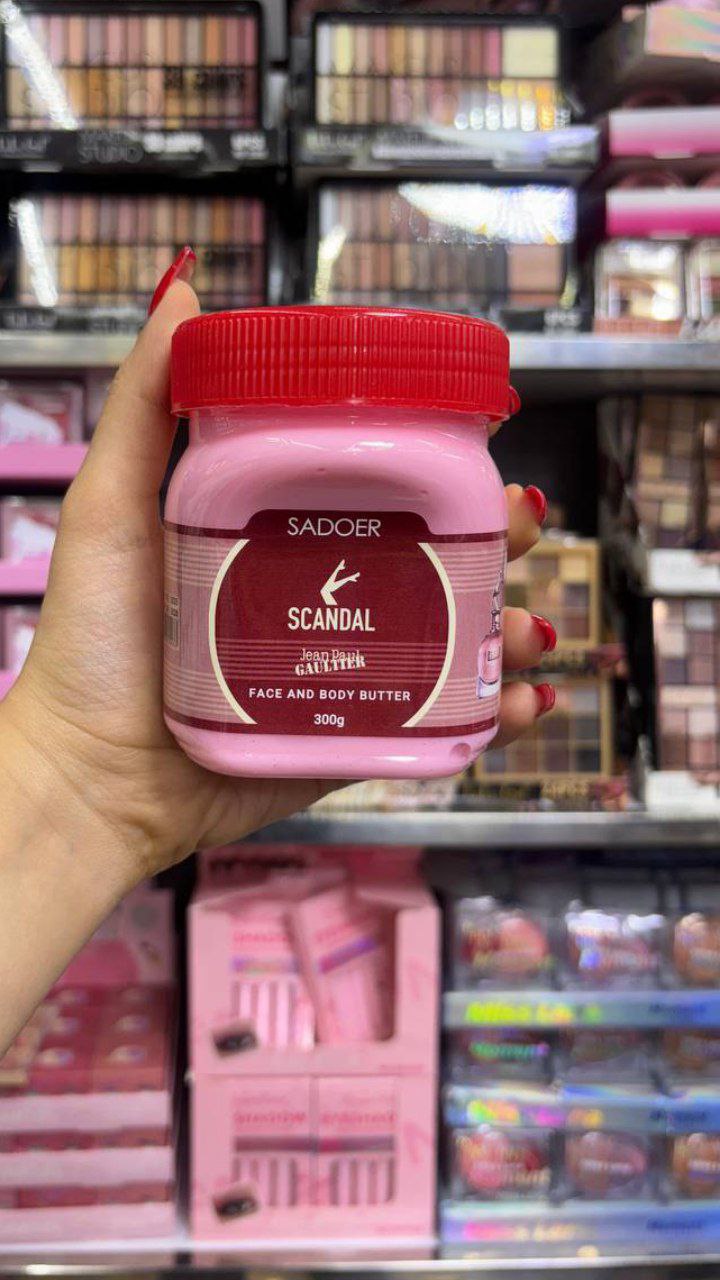 SADOER
SCANDAL
Jean Paul
GAULTIER
FACE AND BODY BUTTER
300g